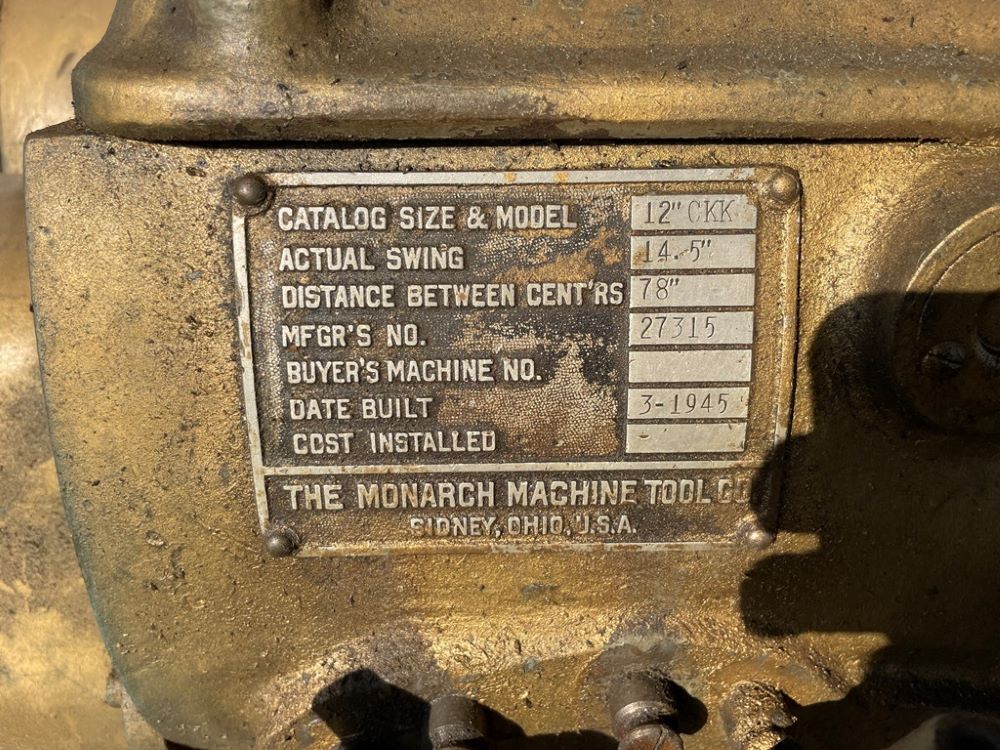 CATALOG SIZE & MODEL 12" CKK
ACTUAL SWING 14.5"
DISTANCE BETWEEN CENT'RS 78"
MFGR'S NO. 27315
BUYER'S MACHINE NO.
DATE BUILT 3-1945
COST INSTALLED
THE MONARCH MACHINE TOOL CO
SIDNEY, OHIO, U.S.A.